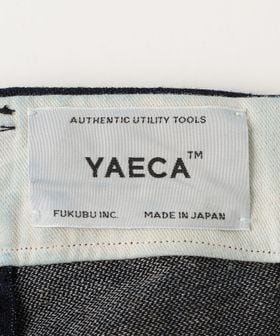 AUTHENTIC UTILITY TOOLS
YAECA™
FUKUBU INC. MADE IN JAPAN